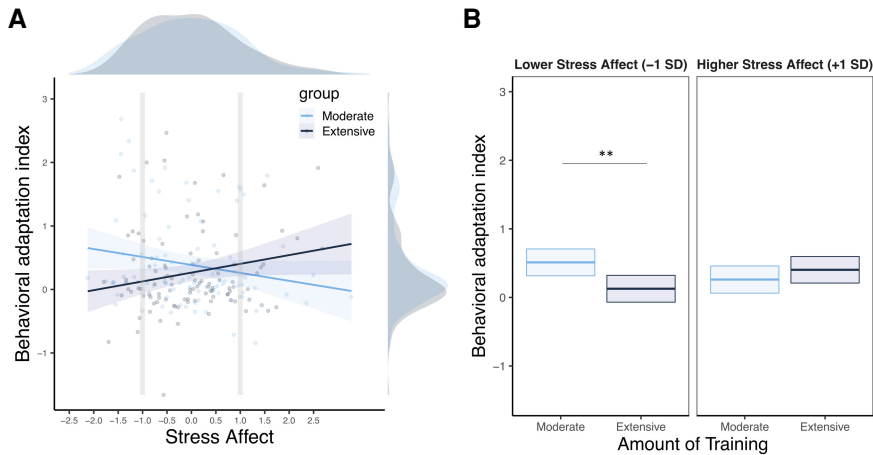 A
group
Moderate
Extensive
Behavioral adaptation index
3
2
1
0
−1
−2.5 −2.0 −1.5 −1.0 −0.5 0.0 0.5 1.0 1.5 2.0 2.5
Stress Affect
B
Lower Stress Affect (−1 SD) Higher Stress Affect (+1 SD)
Behavioral adaptation index
3
2
1
0
−1
**
Moderate Extensive Moderate Extensive
Amount of Training